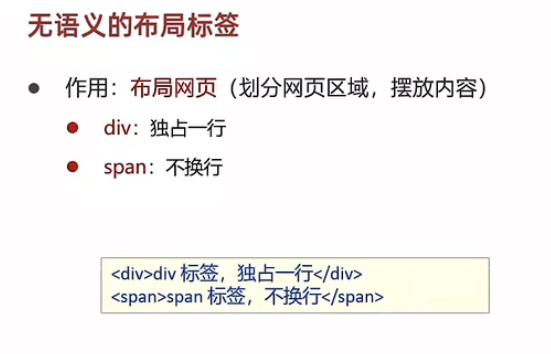 无语义的布局标签
作用：布局网页（划分网页区域，摆放内容）
div：独占一行
span：不换行
<div>div 标签，独占一行</div>
<span>span 标签，不换行</span>